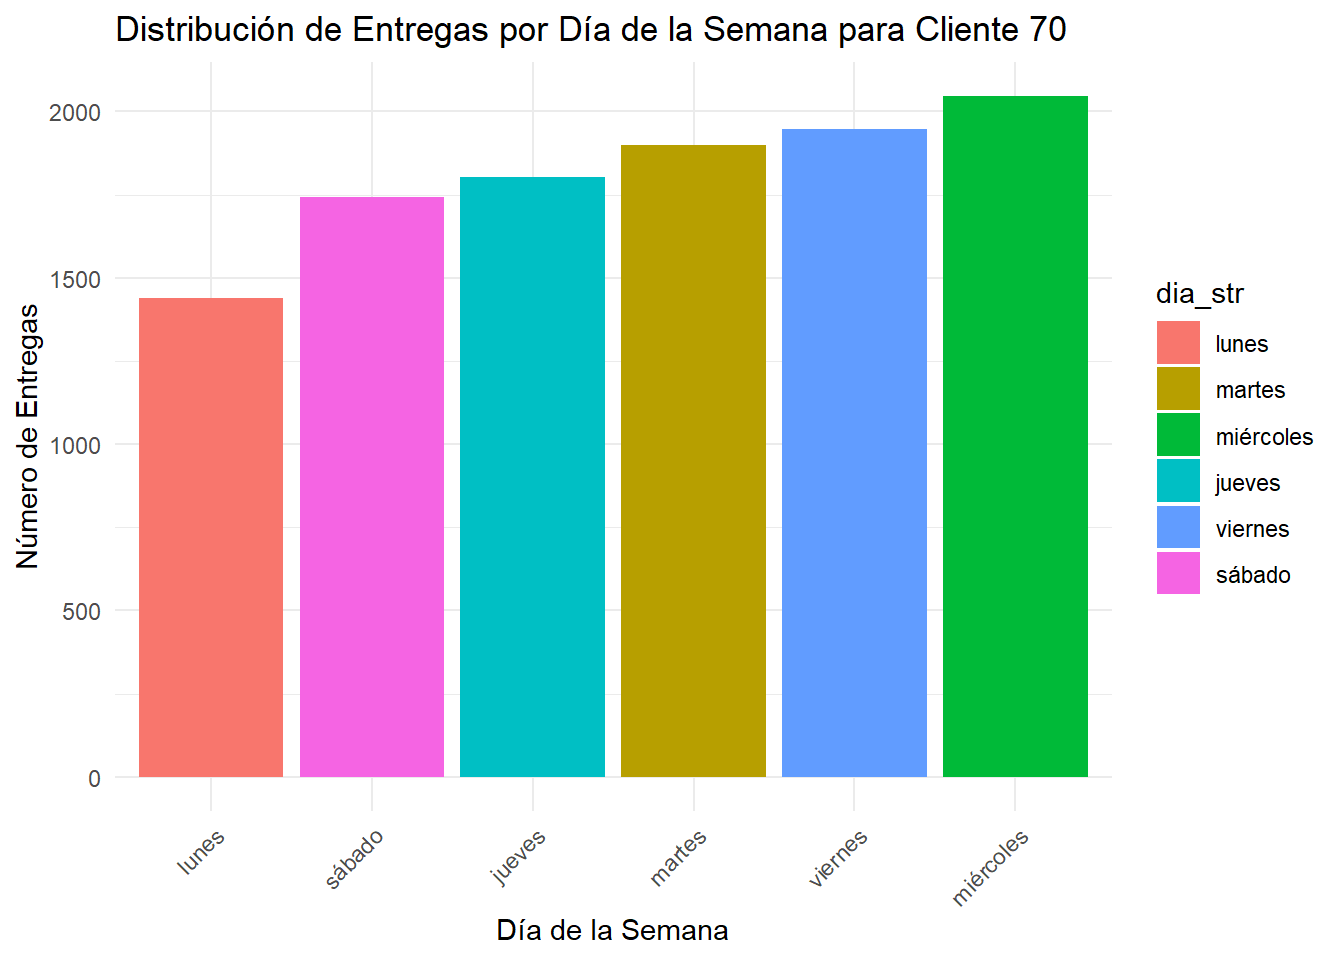 Distribución de Entregas por Día de la Semana para Cliente 70
Número de Entregas
2000
1500
1000
500
0
lunes
sábado
jueves
martes
viernes
miércoles
Día de la Semana
dia_str
lunes
martes
miércoles
jueves
viernes
sábado